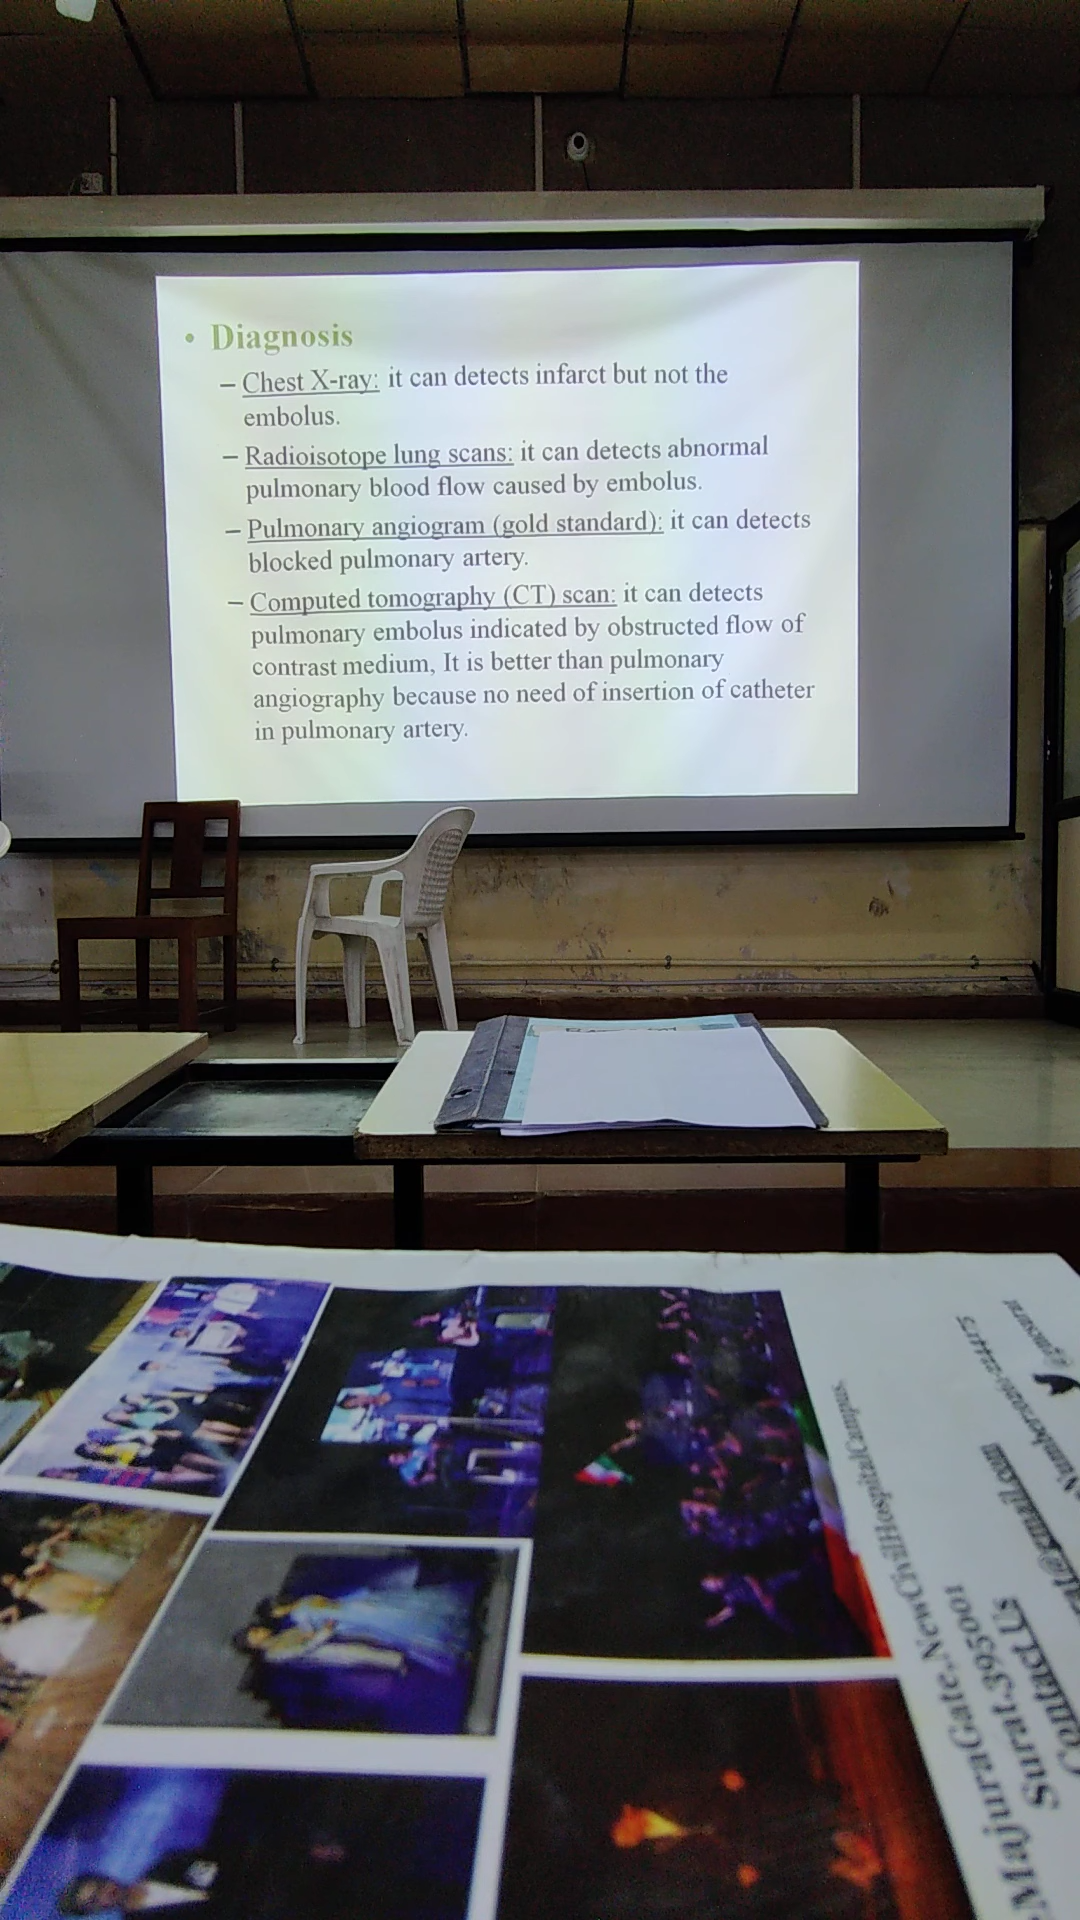 • Diagnosis
– Chest X-ray: it can detects infarct but not the
embolus.
– Radioisotope lung scans: it can detects abnormal
pulmonary blood flow caused by embolus.
– Pulmonary angiogram (gold standard): it can detects
blocked pulmonary artery.
– Computed tomography (CT) scan: it can detects
pulmonary embolus indicated by obstructed flow of
contrast medium, It is better than pulmonary
angiography because no need of insertion of catheter
in pulmonary artery.
MajuraGate,NewCivilHospitalCampus,
Surat.395001
Contact Us